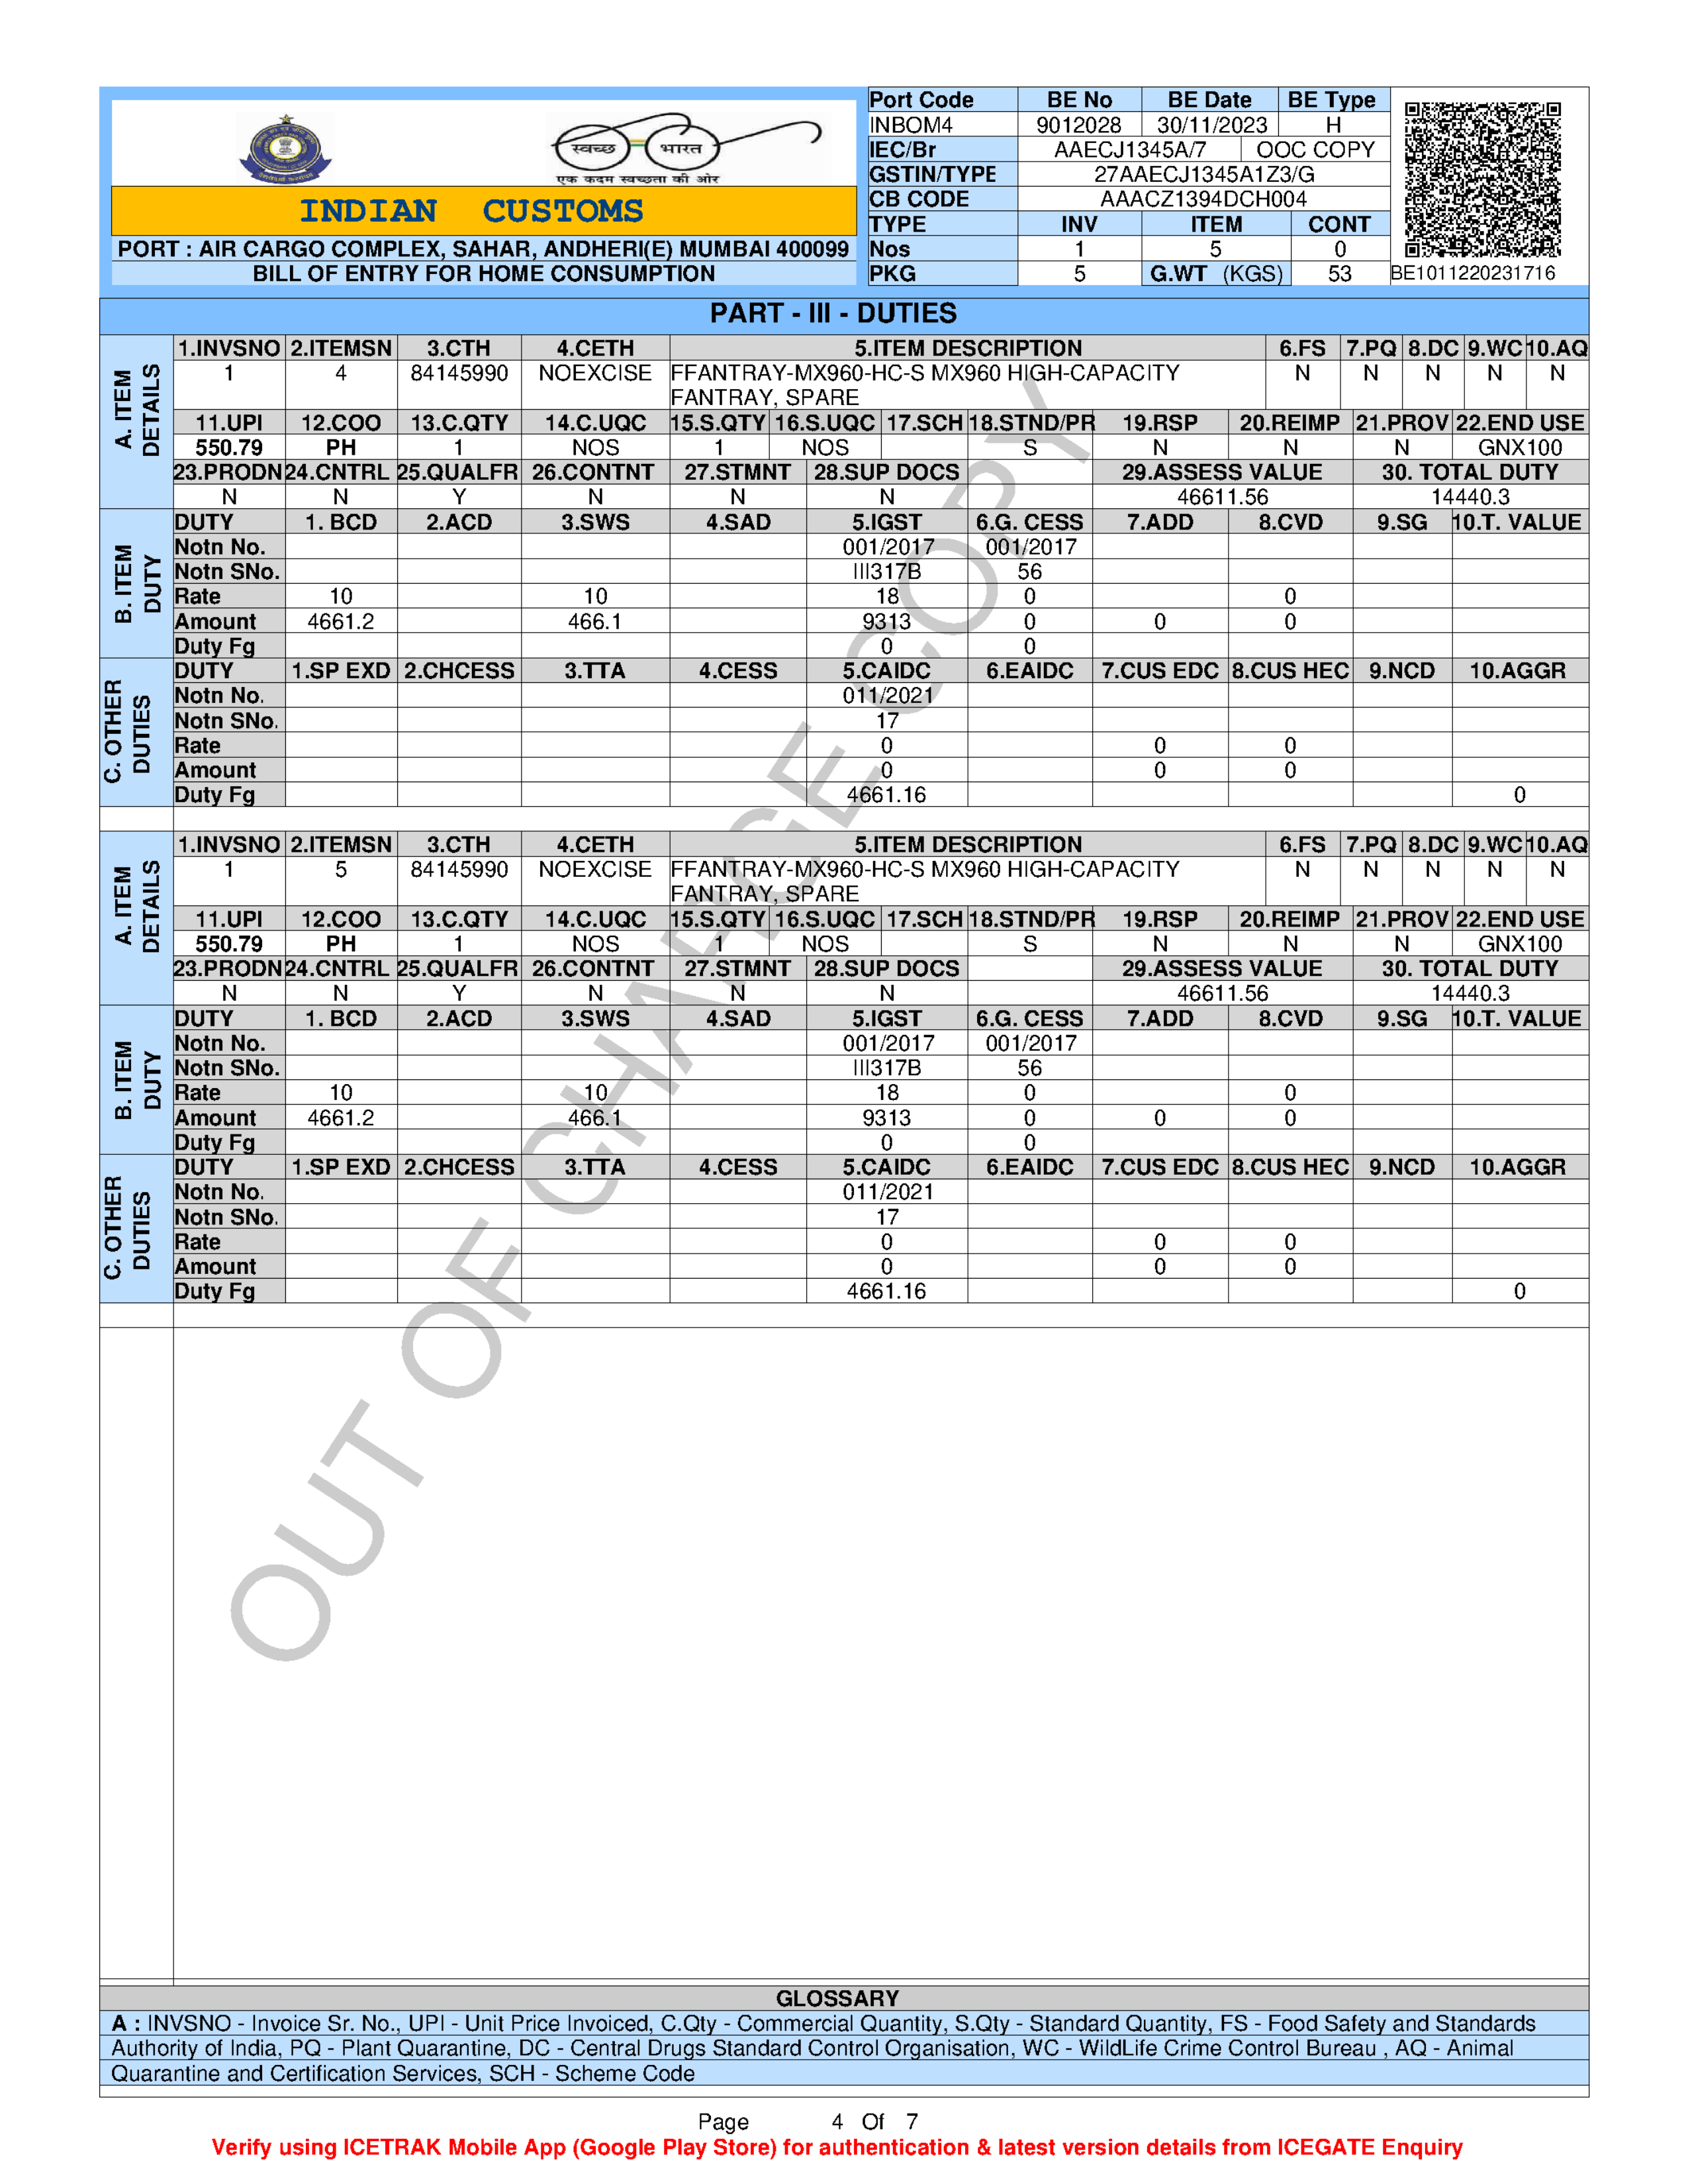 स्वच्छ भारत
एक कदम स्वच्छता की ओर
INDIAN CUSTOMS
PORT : AIR CARGO COMPLEX, SAHAR, ANDHERI(E) MUMBAI 400099
BILL OF ENTRY FOR HOME CONSUMPTION
Port Code BE No BE Date BE Type
INBOM4 9012028 30/11/2023 H
IEC/Br AAECJ1345A/7 OOC COPY
GSTIN/TYPE 27AAECJ1345A1Z3/G
CB CODE AAACZ1394DCH004
TYPE INV ITEM CONT
Nos 1 5 0
PKG 5 G.WT (KGS) 53
BE1011220231716
PART - III - DUTIES
A. ITEM DETAILS
1.INVSNO 2.ITEMSN 3.CTH 4.CETH 5.ITEM DESCRIPTION 6.FS 7.PQ 8.DC 9.WC 10.AQ
1 4 84145990 NOEXCISE FFANTRAY-MX960-HC-S MX960 HIGH-CAPACITY N N N N N
FANTRAY, SPARE
11.UPI 12.COO 13.C.QTY 14.C.UQC 15.S.QTY 16.S.UQC 17.SCH 18.STND/PR 19.RSP 20.REIMP 21.PROV 22.END USE
550.79 PH 1 NOS 1 NOS S N N N GNX100
23.PRODN 24.CNTRL 25.QUALFR 26.CONTNT 27.STMNT 28.SUP DOCS 29.ASSESS VALUE 30. TOTAL DUTY
N N Y N N N 46611.56 14440.3
B. ITEM DUTY
DUTY 1. BCD 2.ACD 3.SWS 4.SAD 5.IGST 6.G. CESS 7.ADD 8.CVD 9.SG 10.T. VALUE
Notn No. 001/2017 001/2017
Notn SNo. III317B 56
Rate 10 10 18 0 0
Amount 4661.2 466.1 9313 0 0 0
Duty Fg 0 0
C. OTHER DUTIES
DUTY 1.SP EXD 2.CHCESS 3.TTA 4.CESS 5.CAIDC 6.EAIDC 7.CUS EDC 8.CUS HEC 9.NCD 10.AGGR
Notn No. 011/2021
Notn SNo. 17
Rate 0 0 0
Amount 0 0 0
Duty Fg 4661.16 0
A. ITEM DETAILS
1.INVSNO 2.ITEMSN 3.CTH 4.CETH 5.ITEM DESCRIPTION 6.FS 7.PQ 8.DC 9.WC 10.AQ
1 5 84145990 NOEXCISE FFANTRAY-MX960-HC-S MX960 HIGH-CAPACITY N N N N N
FANTRAY, SPARE
11.UPI 12.COO 13.C.QTY 14.C.UQC 15.S.QTY 16.S.UQC 17.SCH 18.STND/PR 19.RSP 20.REIMP 21.PROV 22.END USE
550.79 PH 1 NOS 1 NOS S N N N GNX100
23.PRODN 24.CNTRL 25.QUALFR 26.CONTNT 27.STMNT 28.SUP DOCS 29.ASSESS VALUE 30. TOTAL DUTY
N N Y N N N 46611.56 14440.3
B. ITEM DUTY
DUTY 1. BCD 2.ACD 3.SWS 4.SAD 5.IGST 6.G. CESS 7.ADD 8.CVD 9.SG 10.T. VALUE
Notn No. 001/2017 001/2017
Notn SNo. III317B 56
Rate 10 10 18 0 0
Amount 4661.2 466.1 9313 0 0 0
Duty Fg 0 0
C. OTHER DUTIES
DUTY 1.SP EXD 2.CHCESS 3.TTA 4.CESS 5.CAIDC 6.EAIDC 7.CUS EDC 8.CUS HEC 9.NCD 10.AGGR
Notn No. 011/2021
Notn SNo. 17
Rate 0 0 0
Amount 0 0 0
Duty Fg 4661.16 0
OUT OF CHARGE COPY
GLOSSARY
A : INVSNO - Invoice Sr. No., UPI - Unit Price Invoiced, C.Qty - Commercial Quantity, S.Qty - Standard Quantity, FS - Food Safety and Standards
Authority of India, PQ - Plant Quarantine, DC - Central Drugs Standard Control Organisation, WC - WildLife Crime Control Bureau , AQ - Animal
Quarantine and Certification Services, SCH - Scheme Code
Page 4 Of 7
Verify using ICETRAK Mobile App (Google Play Store) for authentication & latest version details from ICEGATE Enquiry